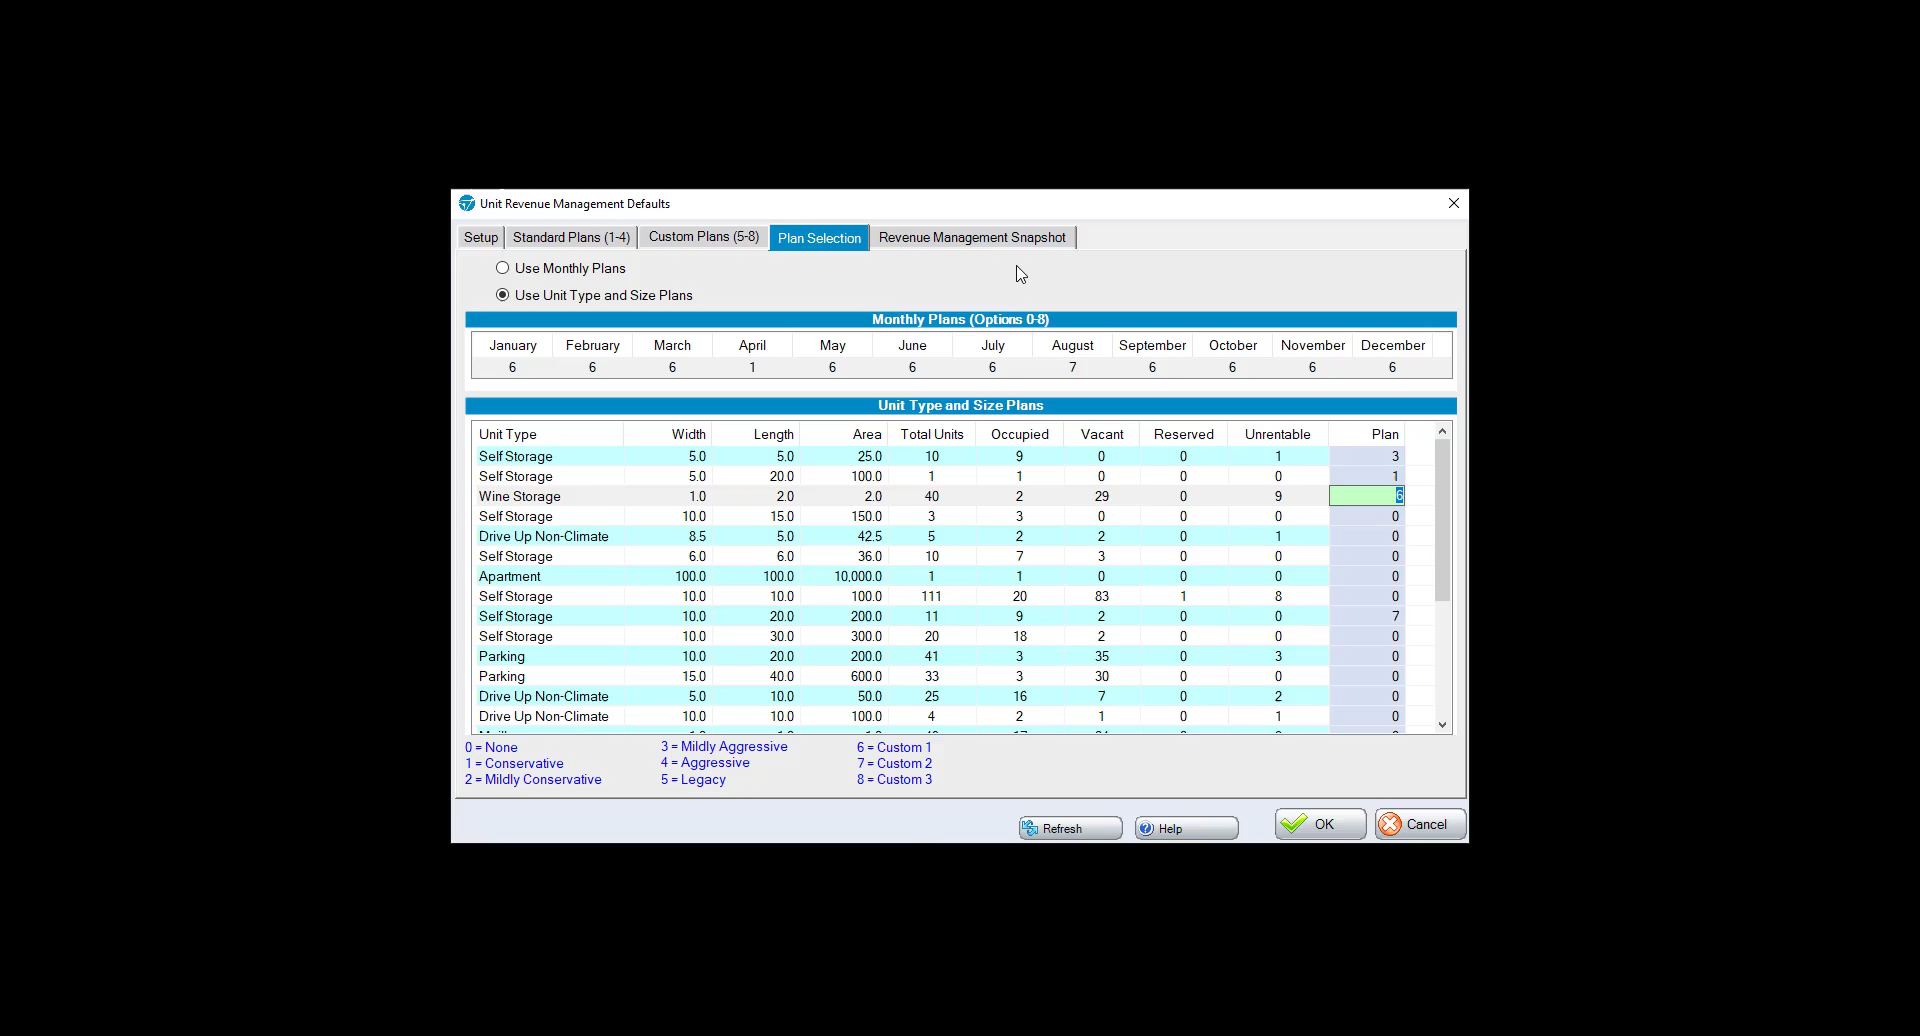 Unit Revenue Management Defaults
Setup Standard Plans (1-4) Custom Plans (5-8) Plan Selection Revenue Management Snapshot
Use Monthly Plans
Use Unit Type and Size Plans
Monthly Plans (Options 0-8)
January February March April May June July August September October November December
6 6 6 1 6 6 6 7 6 6 6 6
Unit Type and Size Plans
Unit Type Width Length Area Total Units Occupied Vacant Reserved Unrentable Plan
Self Storage 5.0 5.0 25.0 10 9 0 0 1 3
Self Storage 5.0 20.0 100.0 1 1 0 0 0 1
Wine Storage 1.0 2.0 2.0 40 2 29 0 9 6
Self Storage 10.0 15.0 150.0 3 3 0 0 0 0
Drive Up Non-Climate 8.5 5.0 42.5 5 2 2 0 1 0
Self Storage 6.0 6.0 36.0 10 7 3 0 0 0
Apartment 100.0 100.0 10,000.0 1 1 0 0 0 0
Self Storage 10.0 10.0 100.0 111 20 83 1 8 0
Self Storage 10.0 20.0 200.0 11 9 2 0 0 7
Self Storage 10.0 30.0 300.0 20 18 2 0 0 0
Parking 10.0 20.0 200.0 41 3 35 0 3 0
Parking 15.0 40.0 600.0 33 3 30 0 0 0
Drive Up Non-Climate 5.0 10.0 50.0 25 16 7 0 2 0
Drive Up Non-Climate 10.0 10.0 100.0 4 2 1 0 1 0
0 = None 3 = Mildly Aggressive 6 = Custom 1
1 = Conservative 4 = Aggressive 7 = Custom 2
2 = Mildly Conservative 5 = Legacy 8 = Custom 3
Refresh Help OK Cancel